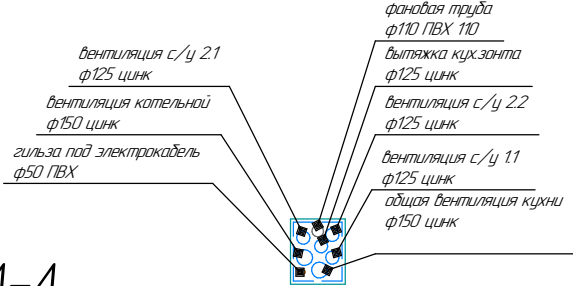 фановая труба
ф110 ПВХ 110
вентиляция с/у 2.1
ф125 цинк
вытяжка кух.зонта
ф125 цинк
вентиляция котельной
ф150 цинк
вентиляция с/у 2.2
ф125 цинк
гильза под электрокабель
ф50 ПВХ
вентиляция с/у 1.1
ф125 цинк
общая вентиляция кухни
ф150 цинк